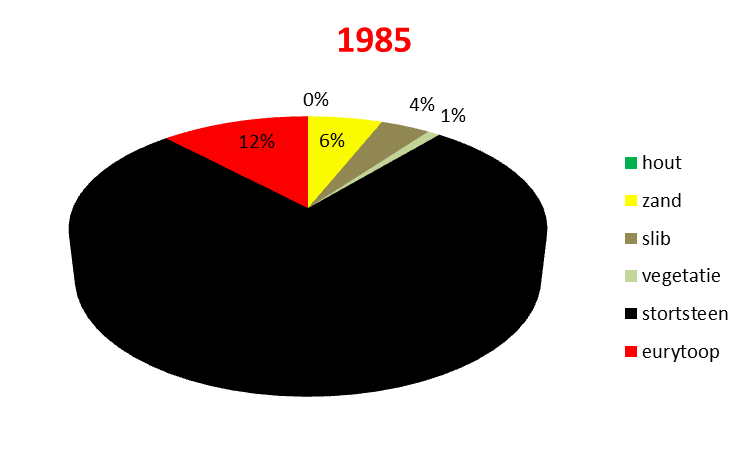 1985
0%
4%
1%
12%
6%
hout
zand
slib
vegetatie
stortsteen
eurytoop